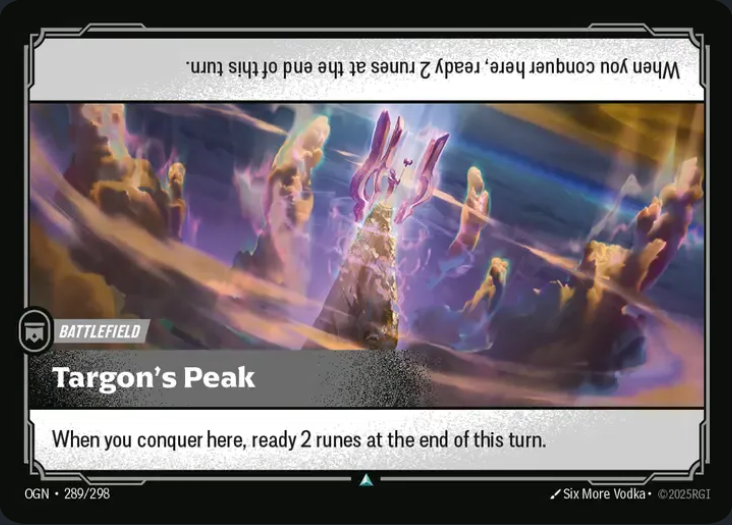 When you conquer here, ready 2 runes at the end of this turn.
BATTLEFIELD
Targon's Peak
When you conquer here, ready 2 runes at the end of this turn.
OGN • 289/298
Six More Vodka • ©2025RGI